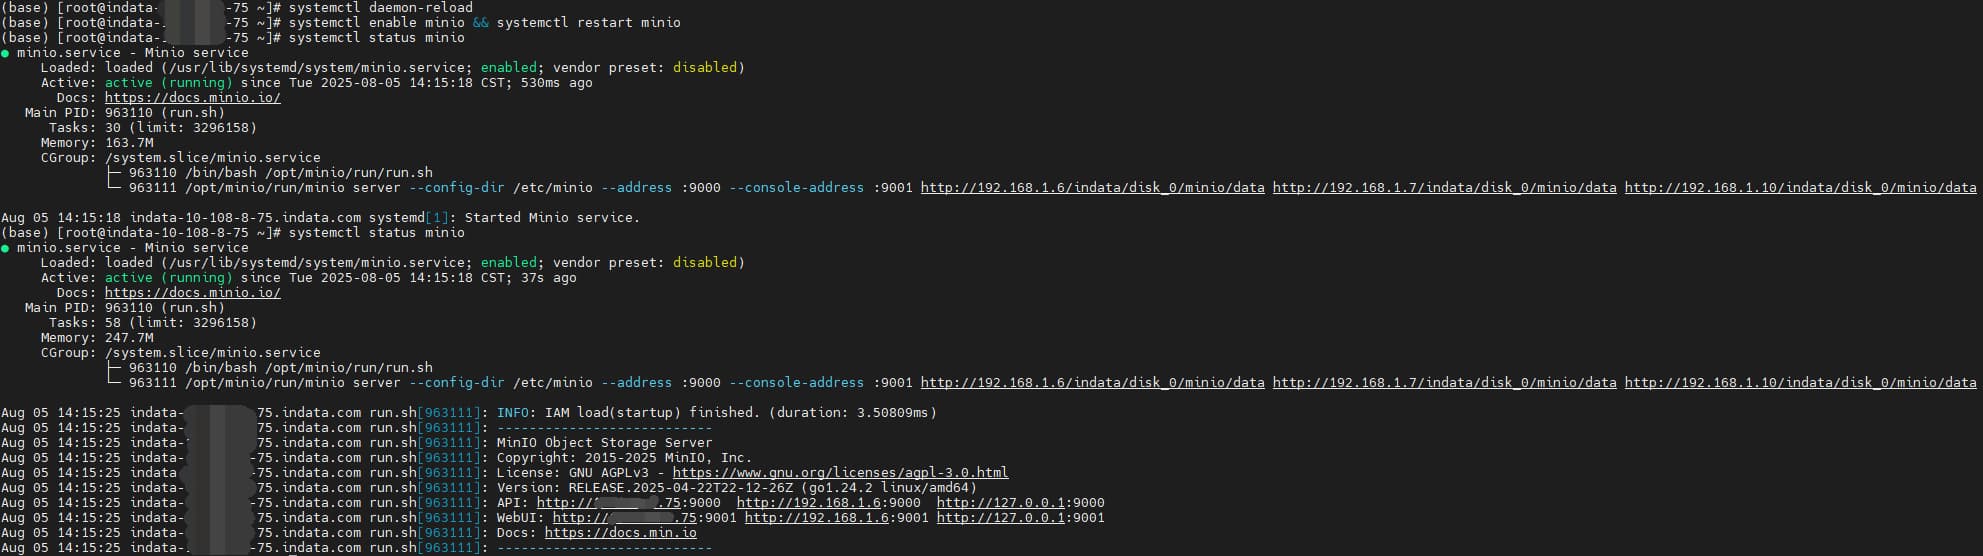 (base) [root@indata- -75 ~]# systemctl daemon-reload
(base) [root@indata- -75 ~]# systemctl enable minio && systemctl restart minio
(base) [root@indata- -75 ~]# systemctl status minio
● minio.service - Minio service
Loaded: loaded (/usr/lib/systemd/system/minio.service; enabled; vendor preset: disabled)
Active: active (running) since Tue 2025-08-05 14:15:18 CST; 530ms ago
Docs: https://docs.minio.io/
Main PID: 963110 (run.sh)
Tasks: 30 (limit: 3296158)
Memory: 163.7M
CGroup: /system.slice/minio.service
├─ 963110 /bin/bash /opt/minio/run/run.sh
└─ 963111 /opt/minio/run/minio server --config-dir /etc/minio --address :9000 --console-address :9001 http://192.168.1.6/indata/disk_0/minio/data http://192.168.1.7/indata/disk_0/minio/data http://192.168.1.10/indata/disk_0/minio/data
Aug 05 14:15:18 indata-10-108-8-75.indata.com systemd[1]: Started Minio service.
(base) [root@indata-10-108-8-75 ~]# systemctl status minio
● minio.service - Minio service
Loaded: loaded (/usr/lib/systemd/system/minio.service; enabled; vendor preset: disabled)
Active: active (running) since Tue 2025-08-05 14:15:18 CST; 37s ago
Docs: https://docs.minio.io/
Main PID: 963110 (run.sh)
Tasks: 58 (limit: 3296158)
Memory: 247.7M
CGroup: /system.slice/minio.service
├─ 963110 /bin/bash /opt/minio/run/run.sh
└─ 963111 /opt/minio/run/minio server --config-dir /etc/minio --address :9000 --console-address :9001 http://192.168.1.6/indata/disk_0/minio/data http://192.168.1.7/indata/disk_0/minio/data http://192.168.1.10/indata/disk_0/minio/data
Aug 05 14:15:25 indata- 75.indata.com run.sh[963111]: INFO: IAM load(startup) finished. (duration: 3.50809ms)
Aug 05 14:15:25 indata- 75.indata.com run.sh[963111]: ---------------------------
Aug 05 14:15:25 indata- 75.indata.com run.sh[963111]: MinIO Object Storage Server
Aug 05 14:15:25 indata- 75.indata.com run.sh[963111]: Copyright: 2015-2025 MinIO, Inc.
Aug 05 14:15:25 indata- 75.indata.com run.sh[963111]: License: GNU AGPLv3 - https://www.gnu.org/licenses/agpl-3.0.html
Aug 05 14:15:25 indata- 75.indata.com run.sh[963111]: Version: RELEASE.2025-04-22T22-12-26Z (go1.24.2 linux/amd64)
Aug 05 14:15:25 indata- 75.indata.com run.sh[963111]: API: http:// .75:9000 http://192.168.1.6:9000 http://127.0.0.1:9000
Aug 05 14:15:25 indata- 75.indata.com run.sh[963111]: WebUI: http:// .75:9001 http://192.168.1.6:9001 http://127.0.0.1:9001
Aug 05 14:15:25 indata- 75.indata.com run.sh[963111]: Docs: https://docs.min.io
Aug 05 14:15:25 indata- -75.indata.com run.sh[963111]: ---------------------------